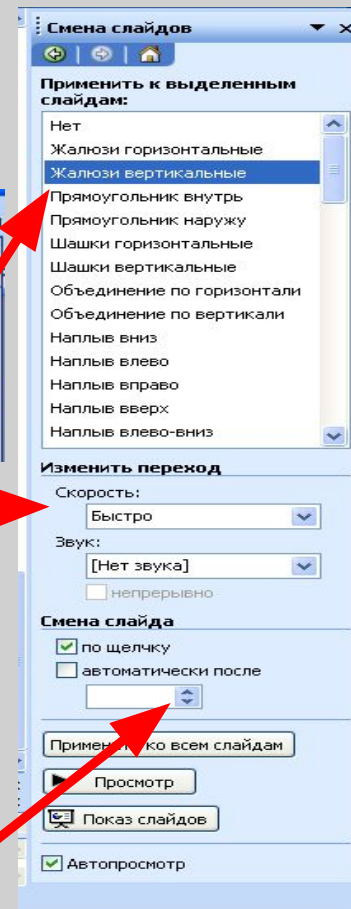 Смена слайдов
Применить к выделенным
слайдам:
Нет
Жалюзи горизонтальные
Жалюзи вертикальные
Прямоугольник внутрь
Прямоугольник наружу
Шашки горизонтальные
Шашки вертикальные
Объединение по горизонтали
Объединение по вертикали
Наплыв вниз
Наплыв влево
Наплыв вправо
Наплыв вверх
Наплыв влево-вниз
Изменить переход
Скорость:
Быстро
Звук:
[Нет звука]
непрерывно
Смена слайда
по щелчку
автоматически после
Применить ко всем слайдам
Просмотр
Показ слайдов
Автопросмотр